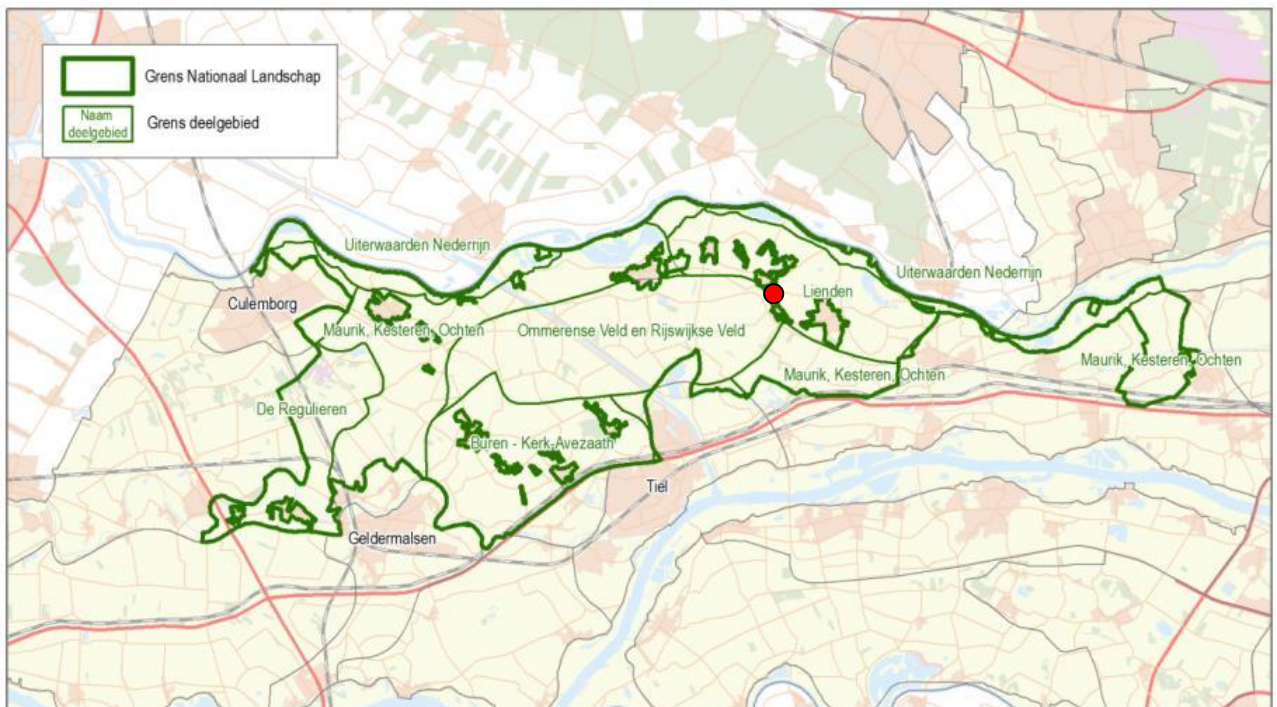 Grens Nationaal Landschap
Naam
deelgebied
Grens deelgebied
Uiterwaarden Nederrijn
Uiterwaarden Nederrijn
Culemborg
Lienden
Maurik, Kesteren, Ochten
Ommerense Veld en Rijswijkse Veld
Maurik, Kesteren, Ochten
Maurik, Kesteren, Ochten
De Regulieren
Buren - Kerk-Avezaath
Tiel
Geldermalsen